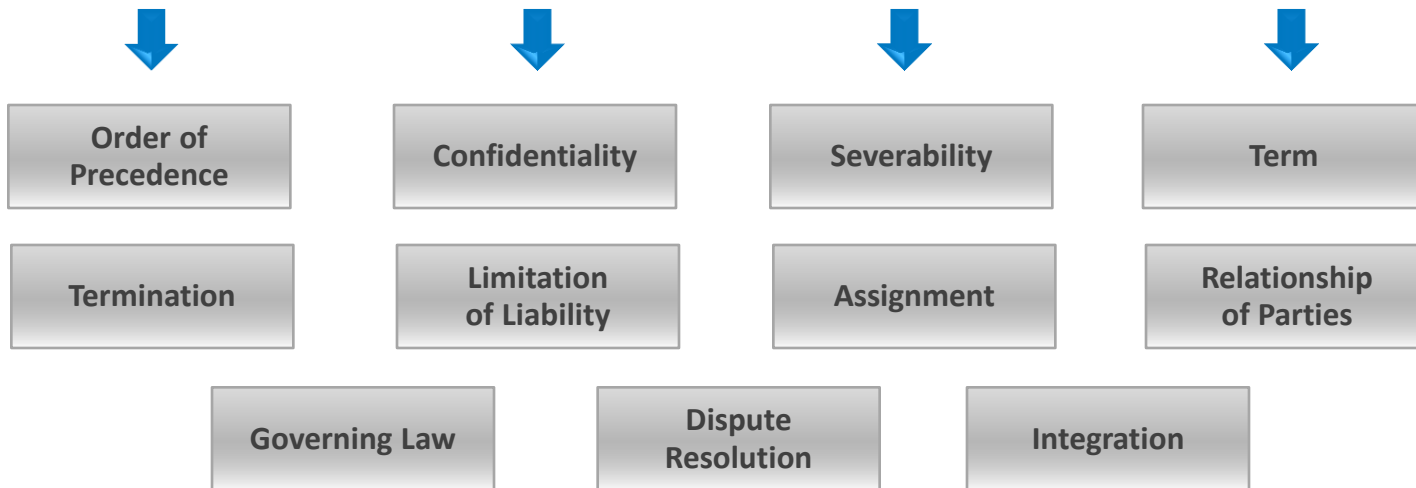 Order of
Precedence
Confidentiality
Severability
Term
Termination
Limitation
of Liability
Assignment
Relationship
of Parties
Governing Law
Dispute
Resolution
Integration